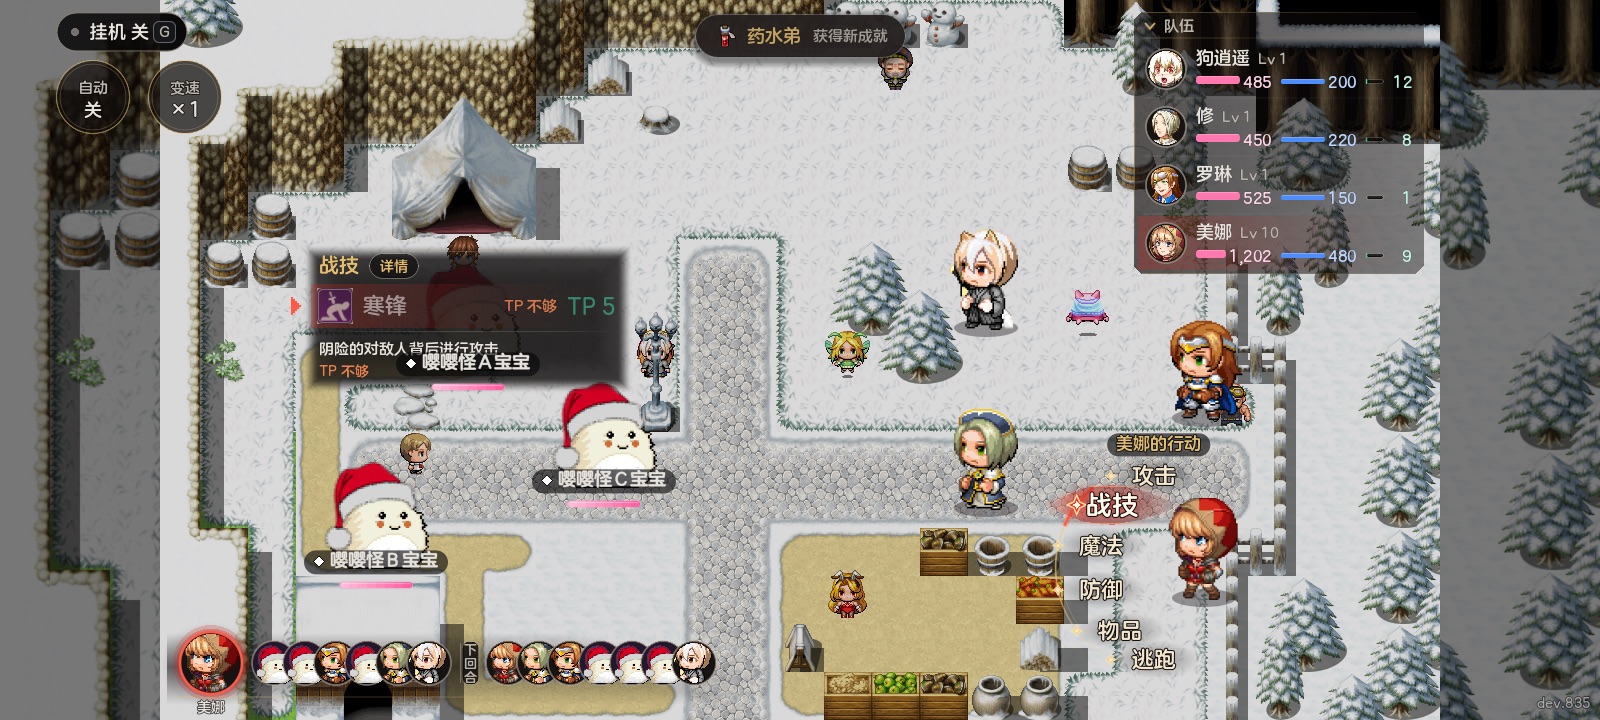 挂机 关 G
自动
关
变速
×1
药水弟 获得新成就
队伍
狗逍遥 Lv 1
485 200 12
修 Lv 1
450 220 8
罗琳 Lv 1
525 150 1
美娜 Lv 10
1,202 480 9
战技 详情
寒锋 TP 不够 TP 5
阴险的对敌人背后进行攻击
TP 不够
嘤嘤怪A宝宝
嘤嘤怪C宝宝
嘤嘤怪B宝宝
美娜的行动
攻击
战技
魔法
防御
物品
逃跑
美娜
下回合
dev.835